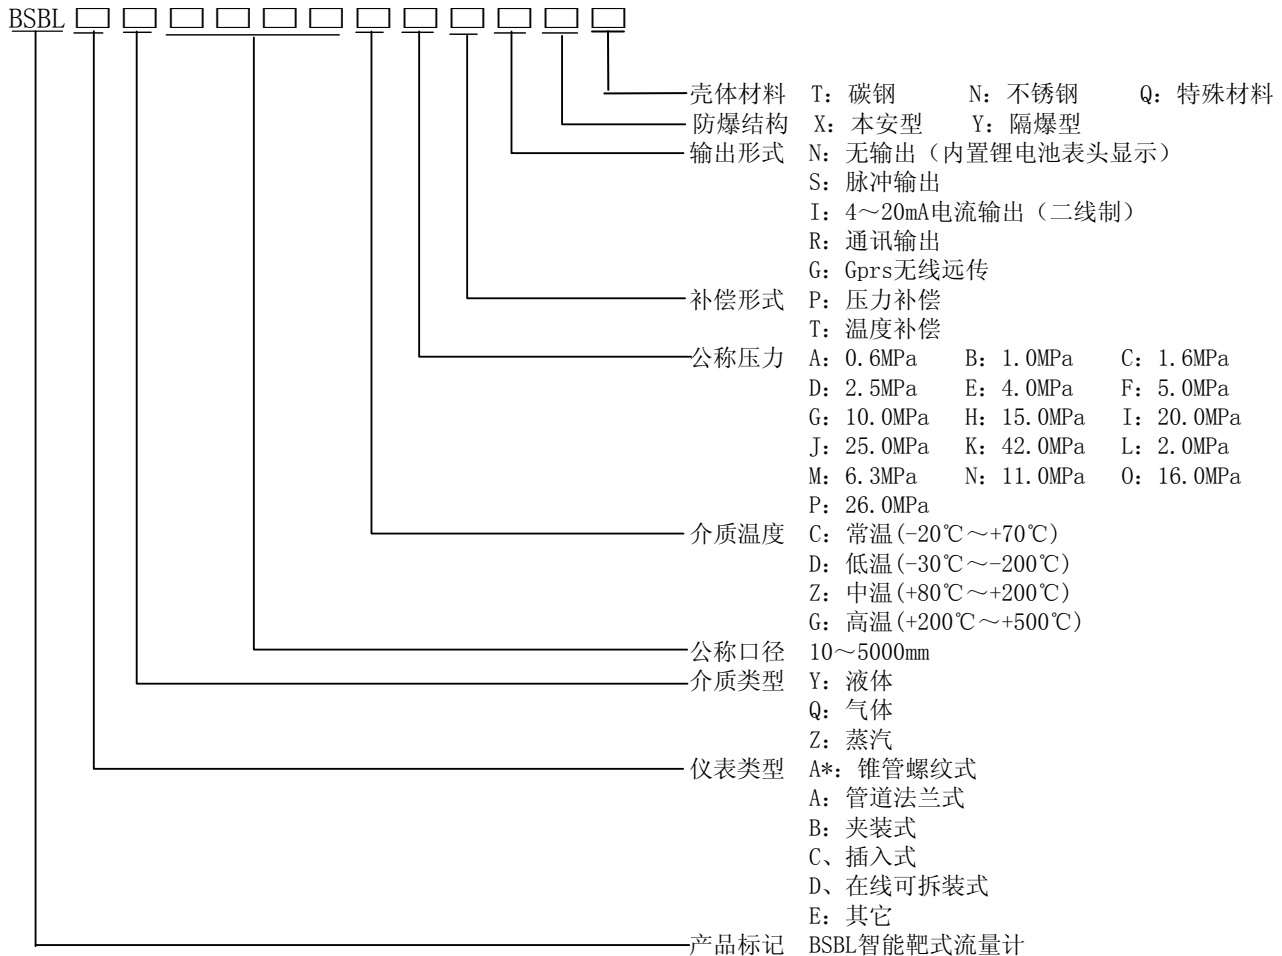 BSBL□□□□□□□□□□□□
壳体材料 T：碳钢 N：不锈钢 Q：特殊材料
防爆结构 X：本安型 Y：隔爆型
输出形式 N：无输出（内置锂电池表头显示）
S：脉冲输出
I：4～20mA电流输出（二线制）
R：通讯输出
G：Gprs无线远传
补偿形式 P：压力补偿
T：温度补偿
公称压力 A：0.6MPa B：1.0MPa C：1.6MPa
D：2.5MPa E：4.0MPa F：5.0MPa
G：10.0MPa H：15.0MPa I：20.0MPa
J：25.0MPa K：42.0MPa L：2.0MPa
M：6.3MPa N：11.0MPa O：16.0MPa
P：26.0MPa
介质温度 C：常温(-20℃～+70℃)
D：低温(-30℃～-200℃)
Z：中温(+80℃～+200℃)
G：高温(+200℃～+500℃)
公称口径 10～5000mm
介质类型 Y：液体
Q：气体
Z：蒸汽
仪表类型 A*：锥管螺纹式
A：管道法兰式
B：夹装式
C、插入式
D、在线可拆装式
E：其它
产品标记 BSBL智能靶式流量计